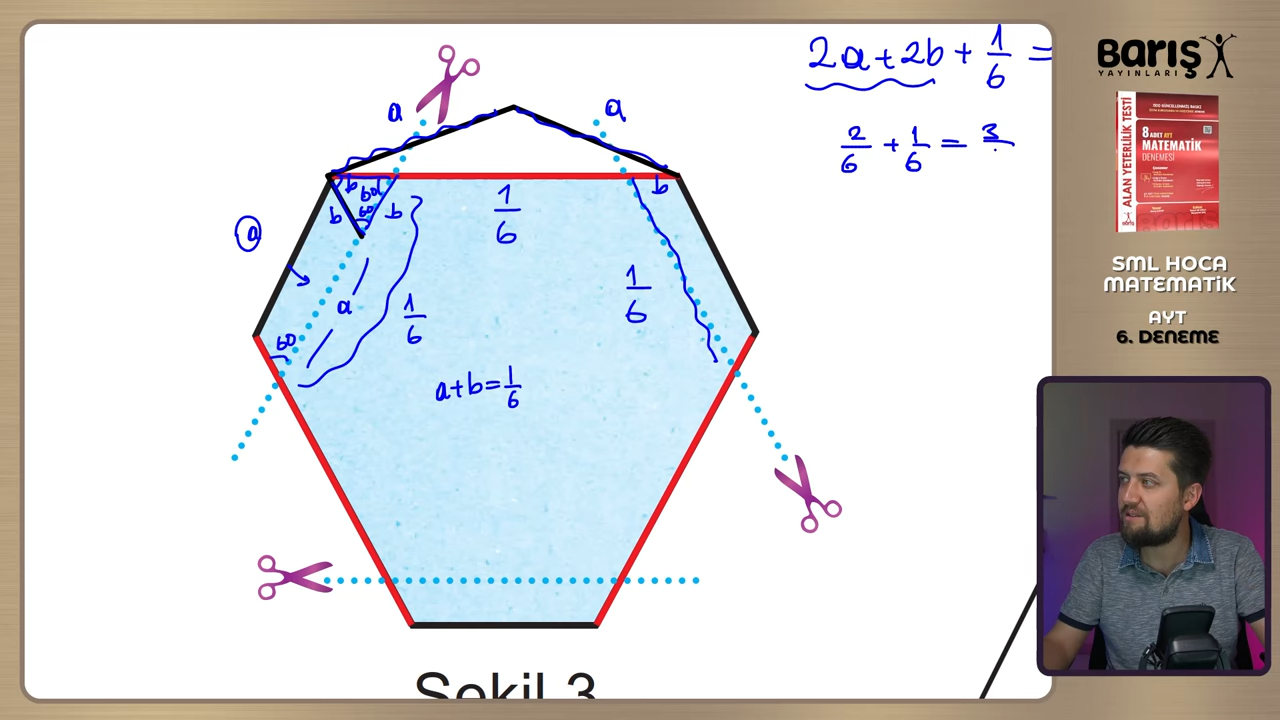 2a+2b+1/6=
2/6+1/6=3/
a
a
b
60
60
b
b
b
a
a
60
1/6
1/6
1/6
a+b=1/6
Şekil 3
BARIŞ
YAYINLARI
ALAN YETERLİLİK TESTİ
8 ADET AYT
MATEMATİK
DENEMESİ
SML HOCA
MATEMATİK
AYT
6. DENEME